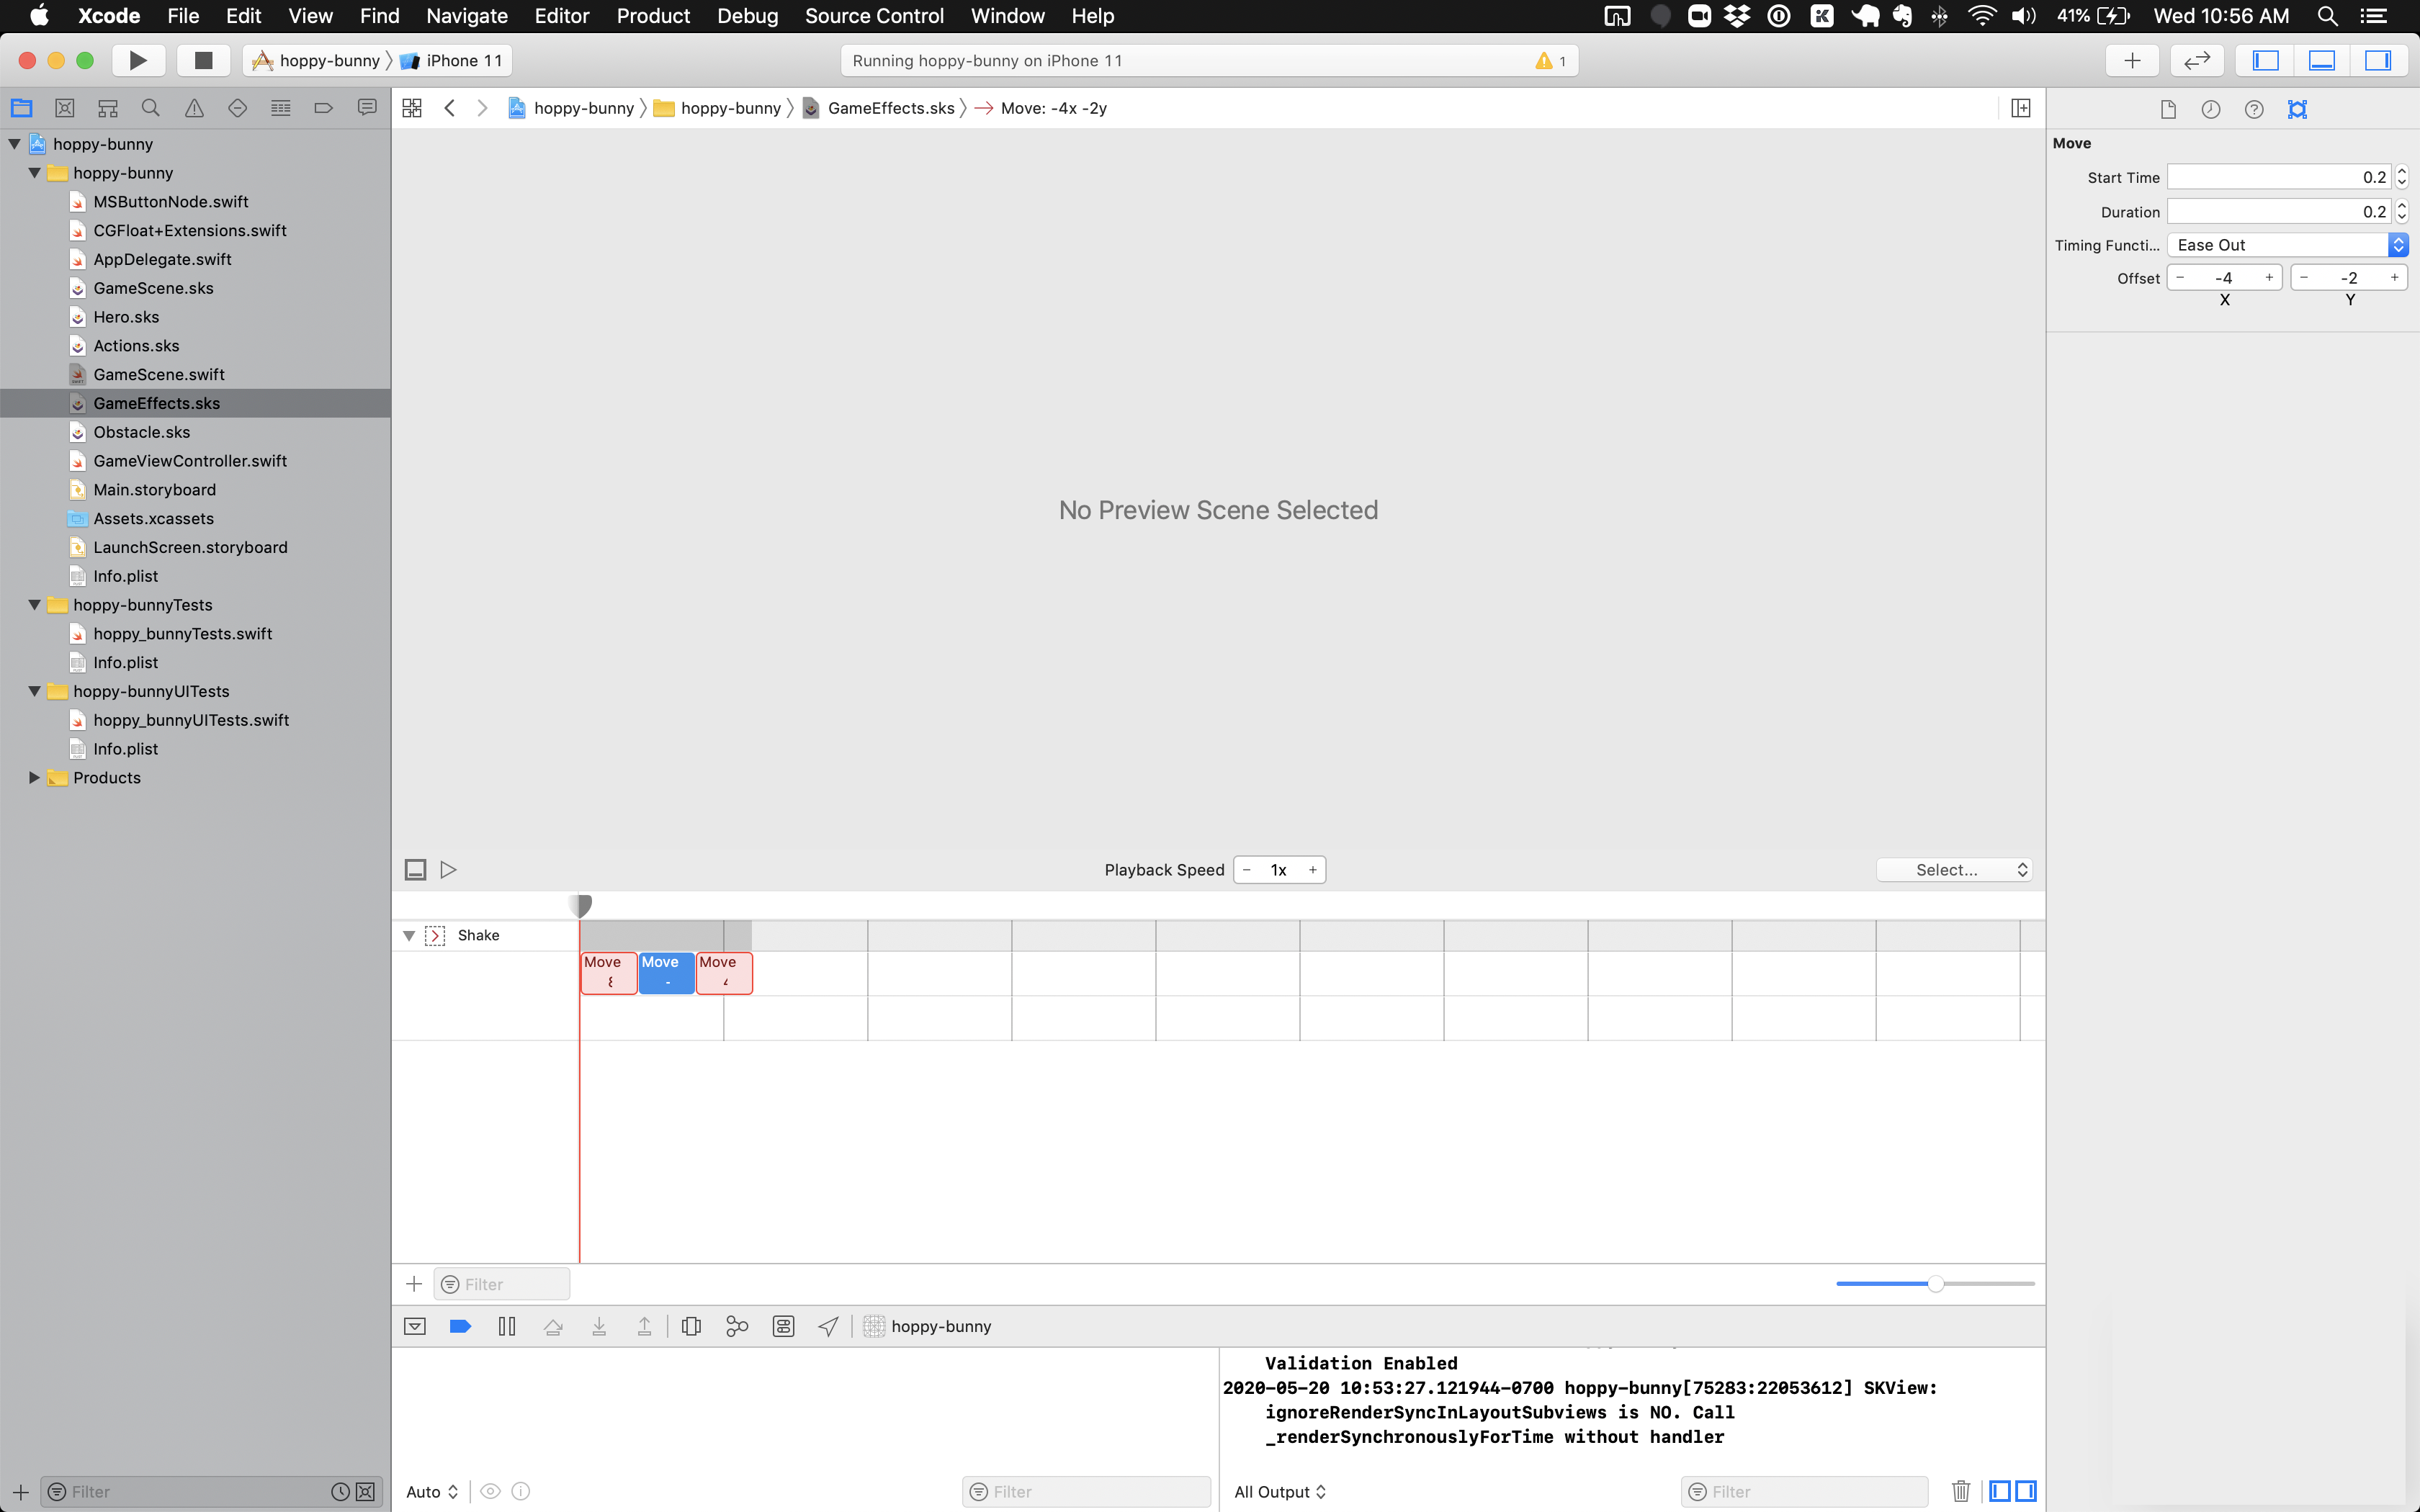 Xcode File Edit View Find Navigate Editor Product Debug Source Control Window Help 41% Wed 10:56 AM
hoppy-bunny iPhone 11 Running hoppy-bunny on iPhone 11 1
hoppy-bunny hoppy-bunny GameEffects.sks Move: -4x -2y
hoppy-bunny
hoppy-bunny
MSButtonNode.swift
CGFloat+Extensions.swift
AppDelegate.swift
GameScene.sks
Hero.sks
Actions.sks
GameScene.swift
GameEffects.sks
Obstacle.sks
GameViewController.swift
Main.storyboard
Assets.xcassets
LaunchScreen.storyboard
Info.plist
hoppy-bunnyTests
hoppy_bunnyTests.swift
Info.plist
hoppy-bunnyUITests
hoppy_bunnyUITests.swift
Info.plist
Products
Filter
No Preview Scene Selected
Playback Speed - 1x + Select...
Shake
Move Move Move
-
Filter
hoppy-bunny
Auto Filter
Validation Enabled
2020-05-20 10:53:27.121944-0700 hoppy-bunny[75283:22053612] SKView:
ignoreRenderSyncInLayoutSubviews is NO. Call
_renderSynchronouslyForTime without handler
All Output Filter
Move
Start Time 0.2
Duration 0.2
Timing Functi... Ease Out
Offset - -4 + - -2 +
X Y